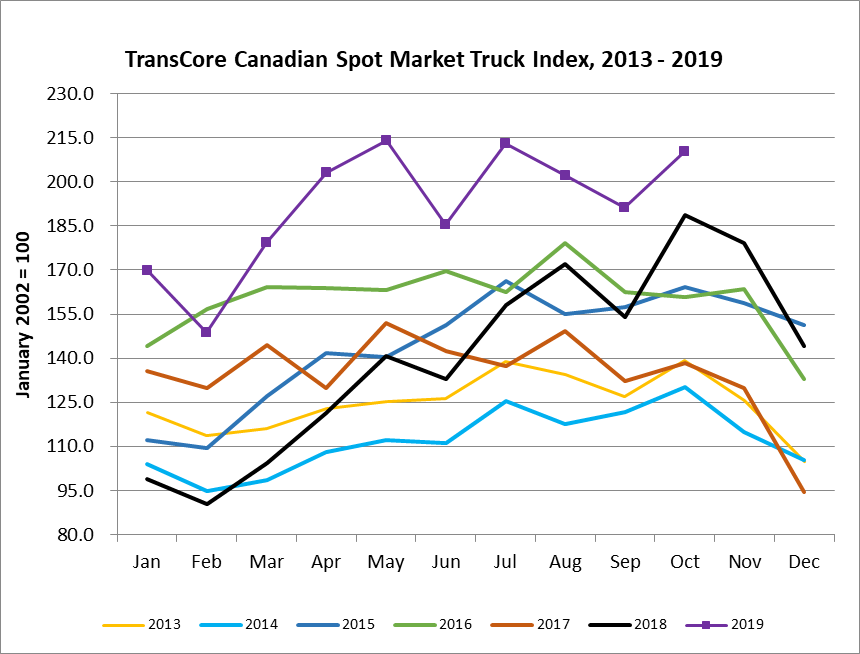 TransCore Canadian Spot Market Truck Index, 2013 - 2019
January 2002 = 100
230.0
215.0
200.0
185.0
170.0
155.0
140.0
125.0
110.0
95.0
80.0
Jan Feb Mar Apr May Jun Jul Aug Sep Oct Nov Dec
2013 2014 2015 2016 2017 2018 2019